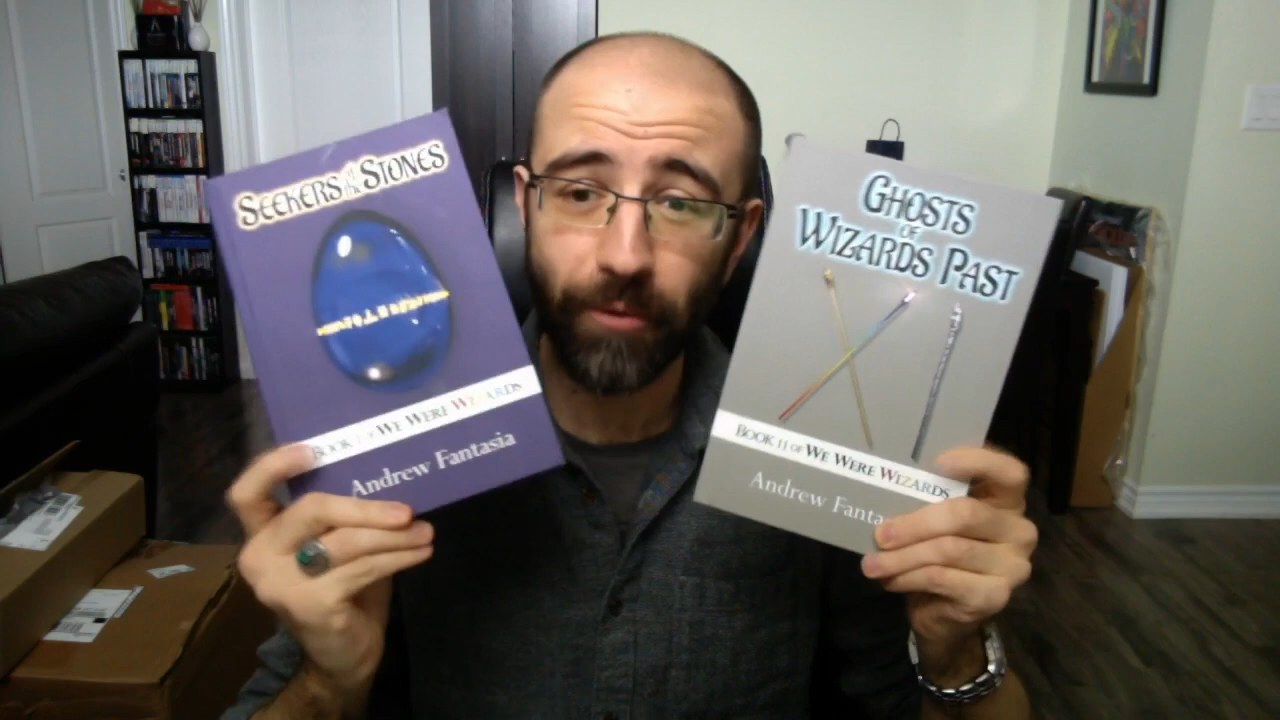 SEEKERS of the STONES
BOOK I of WE WERE WIZARDS
Andrew Fantasia
GHOSTS
OF
WIZARDS PAST
BOOK II OF WE WERE WIZARDS
Andrew Fanta